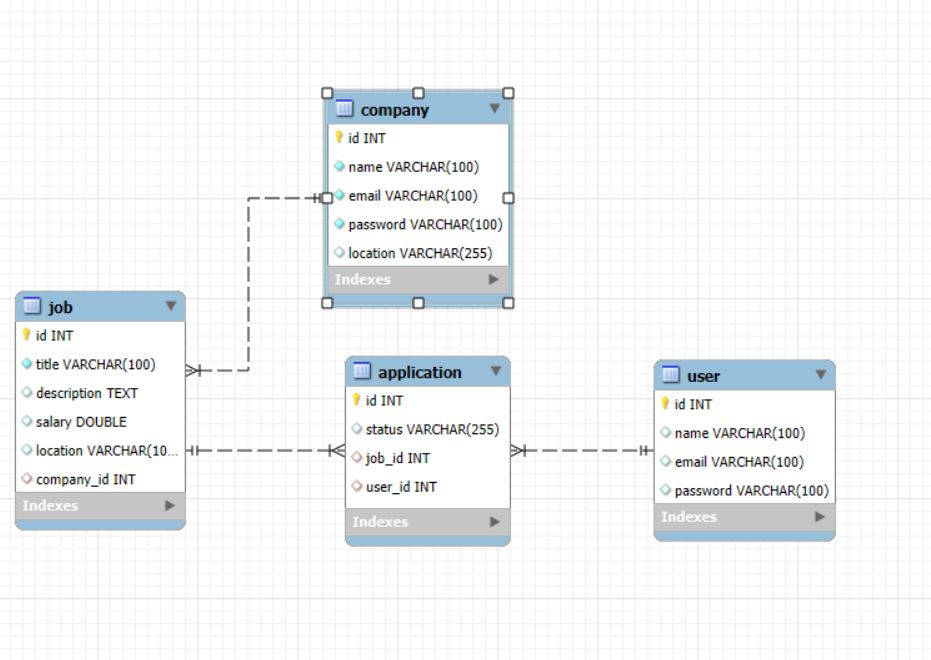 company
id INT
name VARCHAR(100)
email VARCHAR(100)
password VARCHAR(100)
location VARCHAR(255)
Indexes
job
id INT
title VARCHAR(100)
description TEXT
salary DOUBLE
location VARCHAR(10...
company_id INT
Indexes
application
id INT
status VARCHAR(255)
job_id INT
user_id INT
Indexes
user
id INT
name VARCHAR(100)
email VARCHAR(100)
password VARCHAR(100)
Indexes